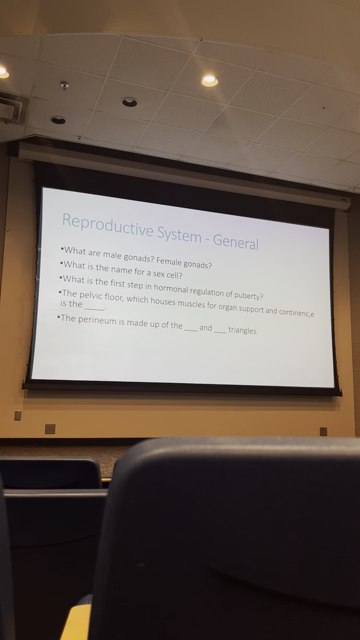 Reproductive System - General
•What are male gonads? Female gonads?
•What is the name for a sex cell?
•What is the first step in hormonal regulation of puberty?
•The pelvic floor, which houses muscles for organ support and continenc,e
is the _____.
•The perineum is made up of the ___ and ___ triangles.